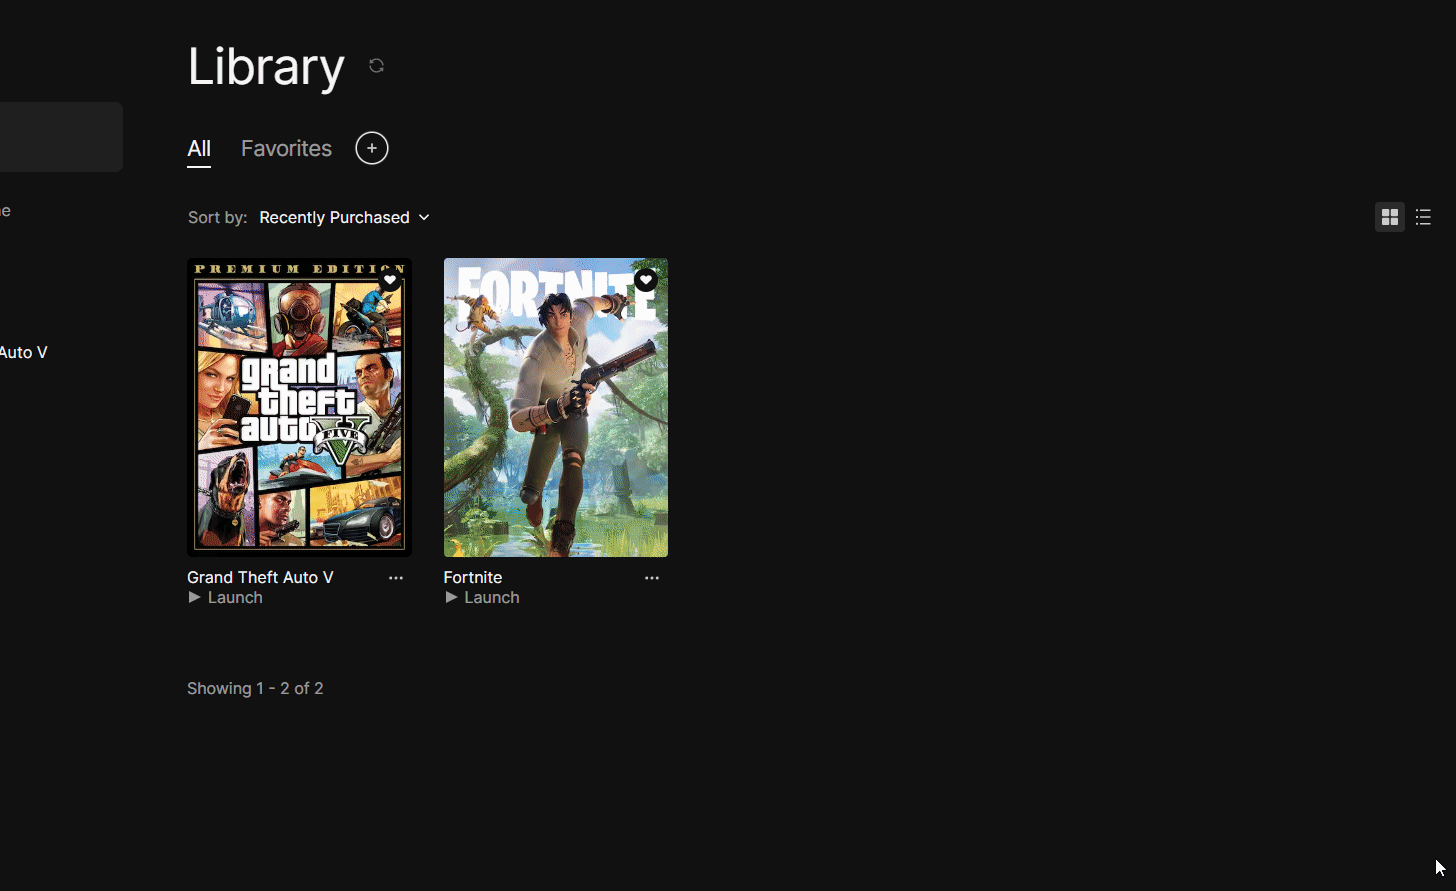 Library
All Favorites
Sort by: Recently Purchased
Auto V
PREMIUM EDITION
grand
theft
auto
FIVE
V
FORTNITE
Grand Theft Auto V
Launch
Fortnite
Launch
Showing 1 - 2 of 2